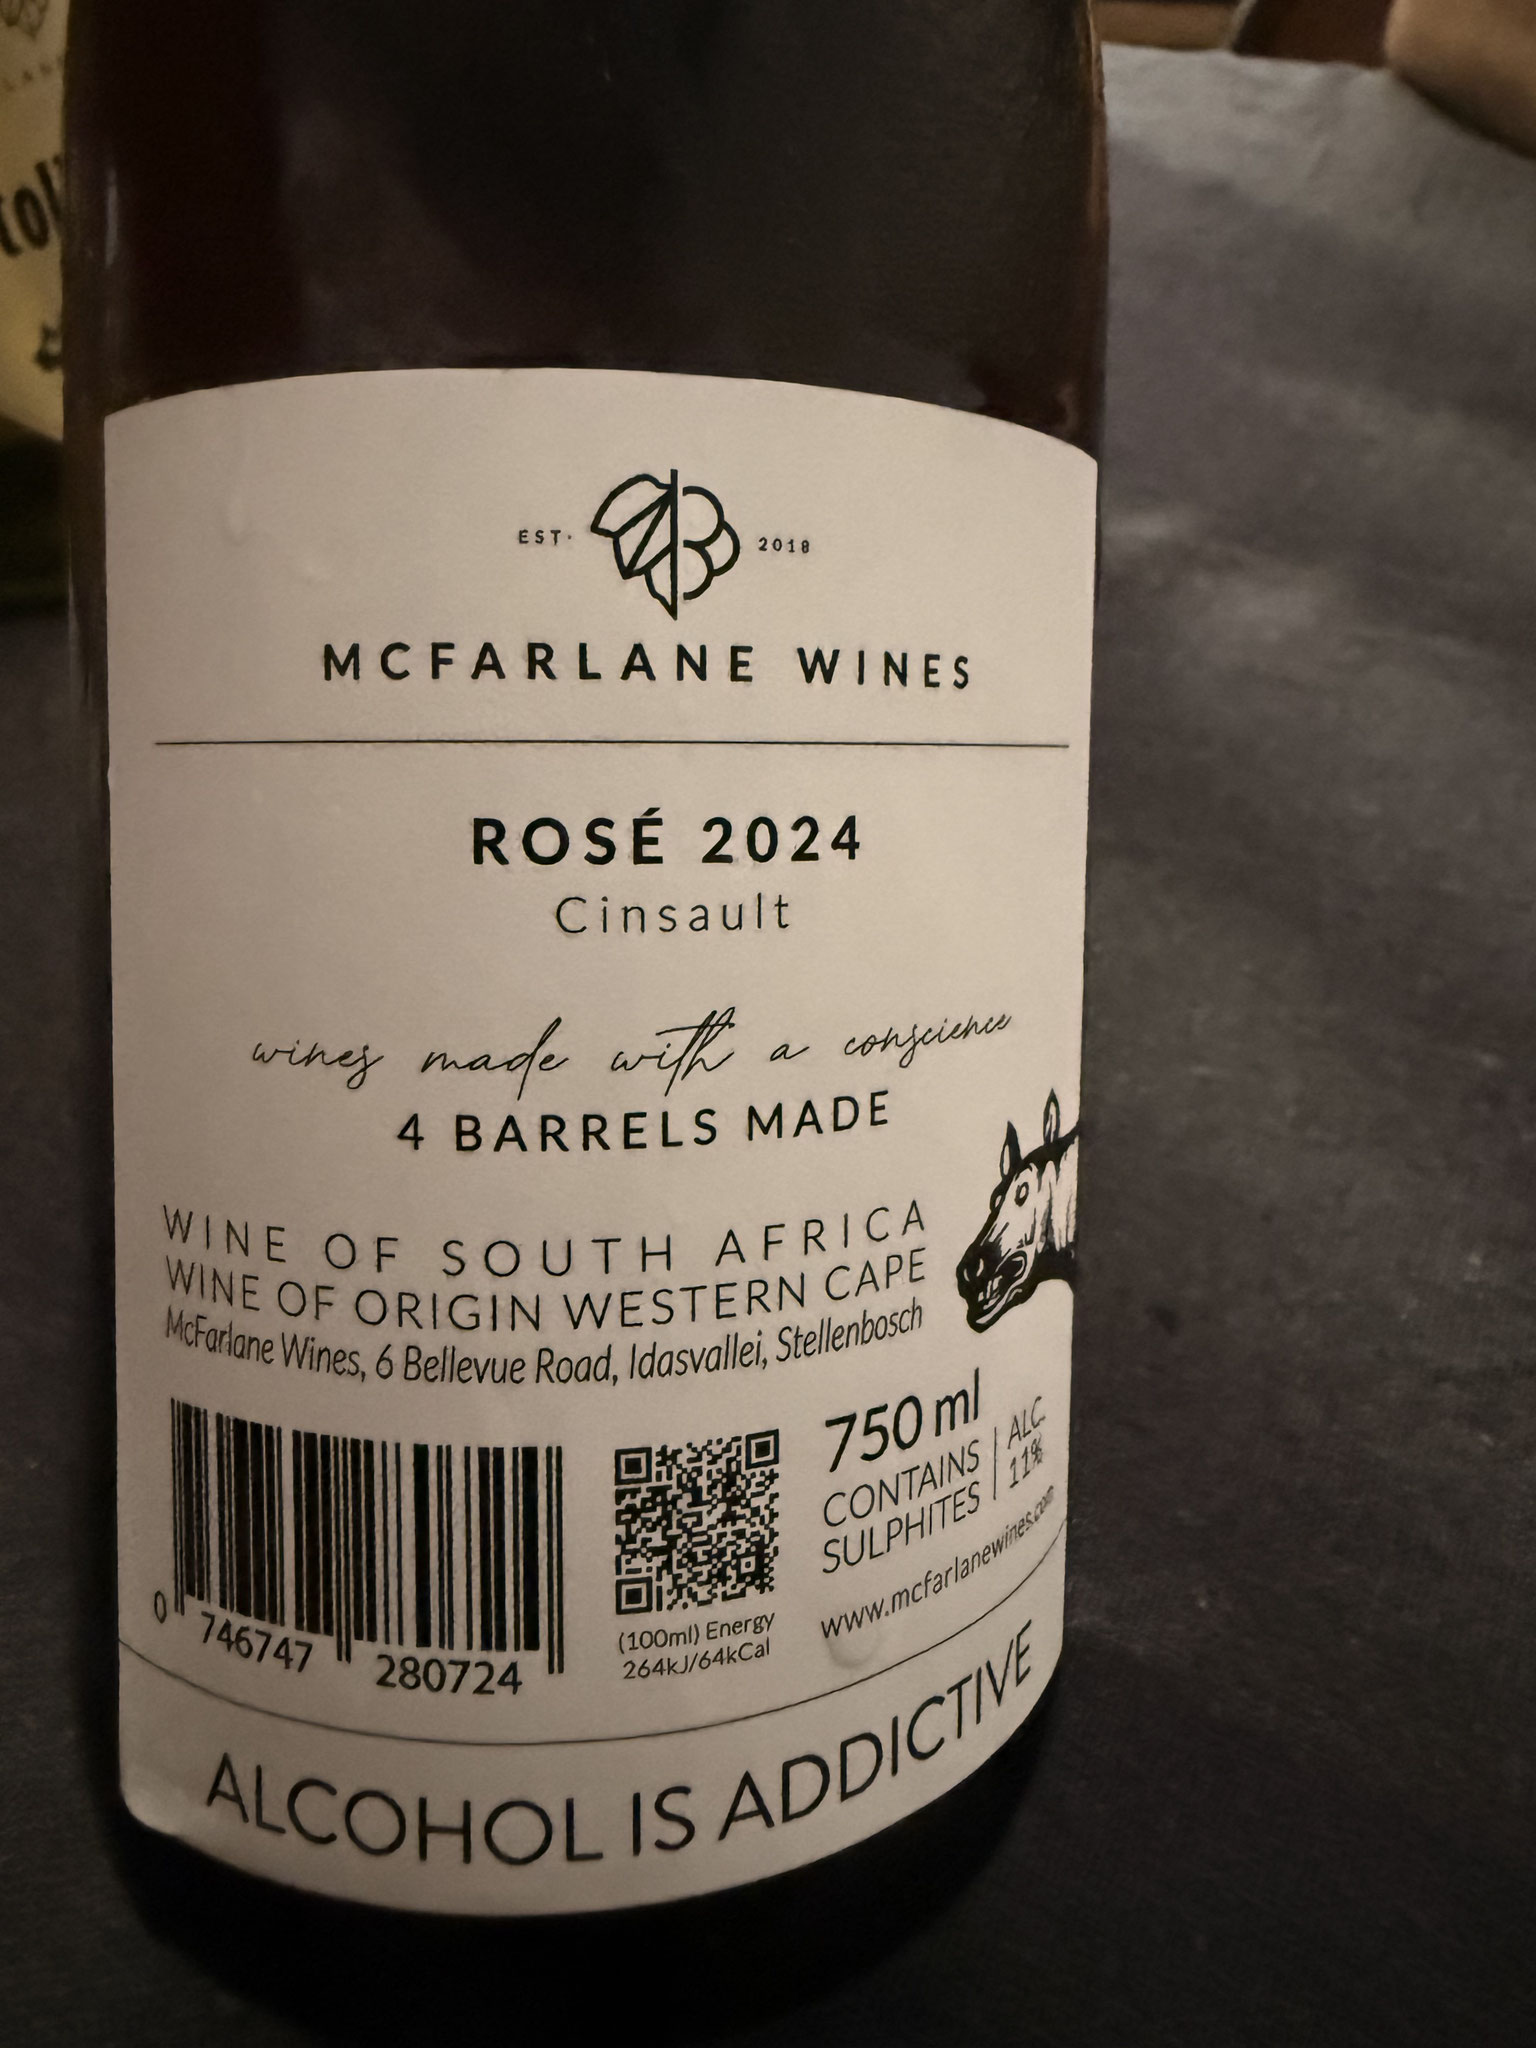 EST. 2018
MCFARLANE WINES
ROSÉ 2024
Cinsault
wines made with a conscience
4 BARRELS MADE
WINE OF SOUTH AFRICA
WINE OF ORIGIN WESTERN CAPE
McFarlane Wines, 6 Bellevue Road, Idasvallei, Stellenbosch
750 ml
CONTAINS
SULPHITES
ALC.
11%
www.mcfarlanewines.com
0 746747 280724
(100ml) Energy
264kJ/64kCal
ALCOHOL IS ADDICTIVE